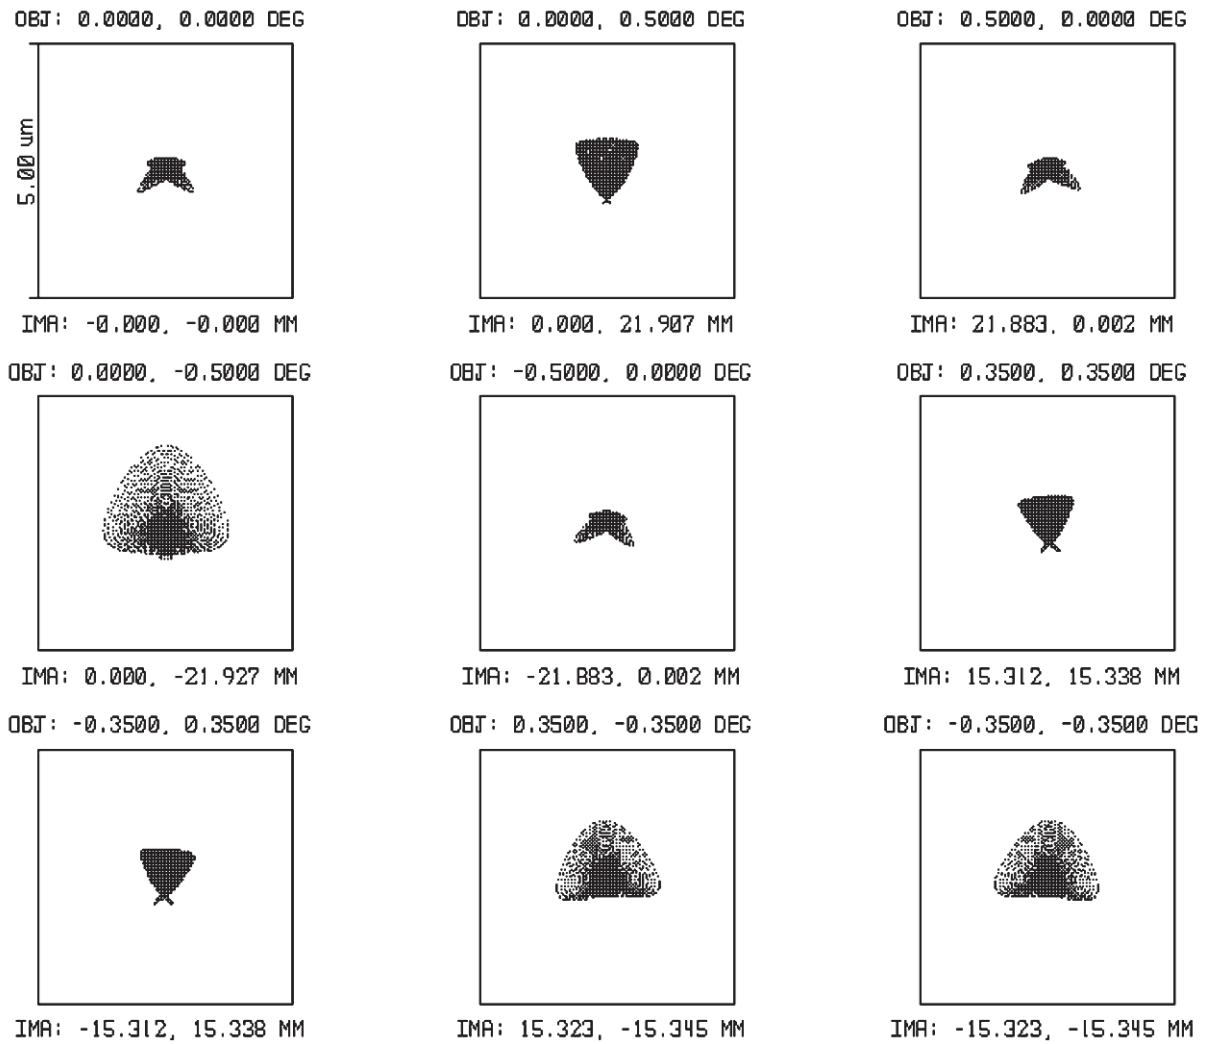 OBJ: 0.0000, 0.0000 DEG
OBJ: 0.0000, 0.5000 DEG
OBJ: 0.5000, 0.0000 DEG
5.00 um
IMA: -0.000, -0.000 MM
IMA: 0.000, 21.907 MM
IMA: 21.883, 0.002 MM
OBJ: 0.0000, -0.5000 DEG
OBJ: -0.5000, 0.0000 DEG
OBJ: 0.3500, 0.3500 DEG
IMA: 0.000, -21.927 MM
IMA: -21.883, 0.002 MM
IMA: 15.312, 15.338 MM
OBJ: -0.3500, 0.3500 DEG
OBJ: 0.3500, -0.3500 DEG
OBJ: -0.3500, -0.3500 DEG
IMA: -15.312, 15.338 MM
IMA: 15.323, -15.345 MM
IMA: -15.323, -15.345 MM